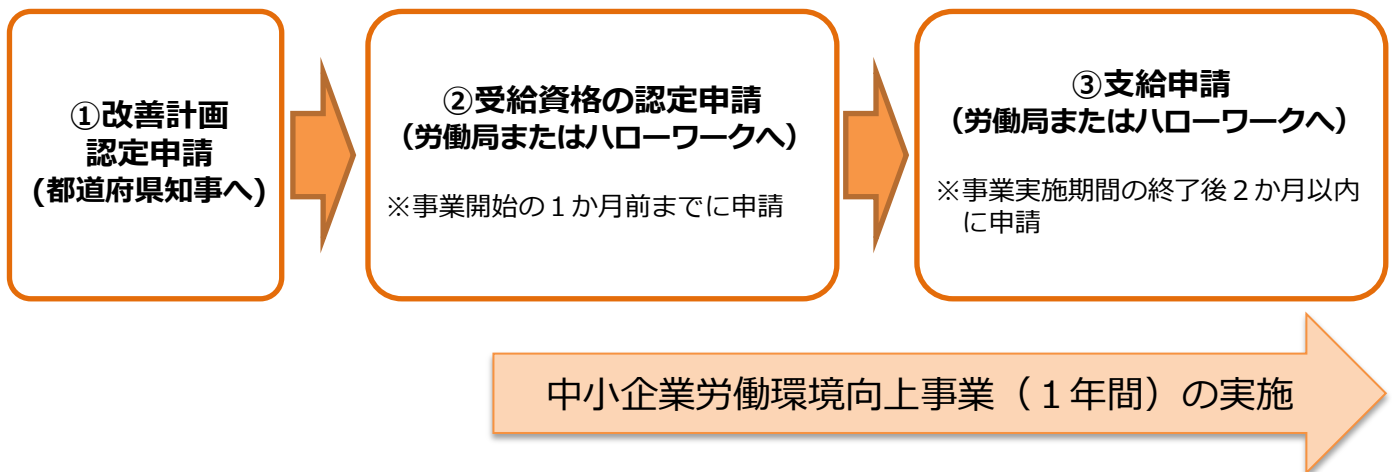 ①改善計画
認定申請
(都道府県知事へ)
②受給資格の認定申請
（労働局またはハローワークへ）
※事業開始の１か月前までに申請
③支給申請
（労働局またはハローワークへ）
※事業実施期間の終了後２か月以内
に申請
中小企業労働環境向上事業（１年間）の実施